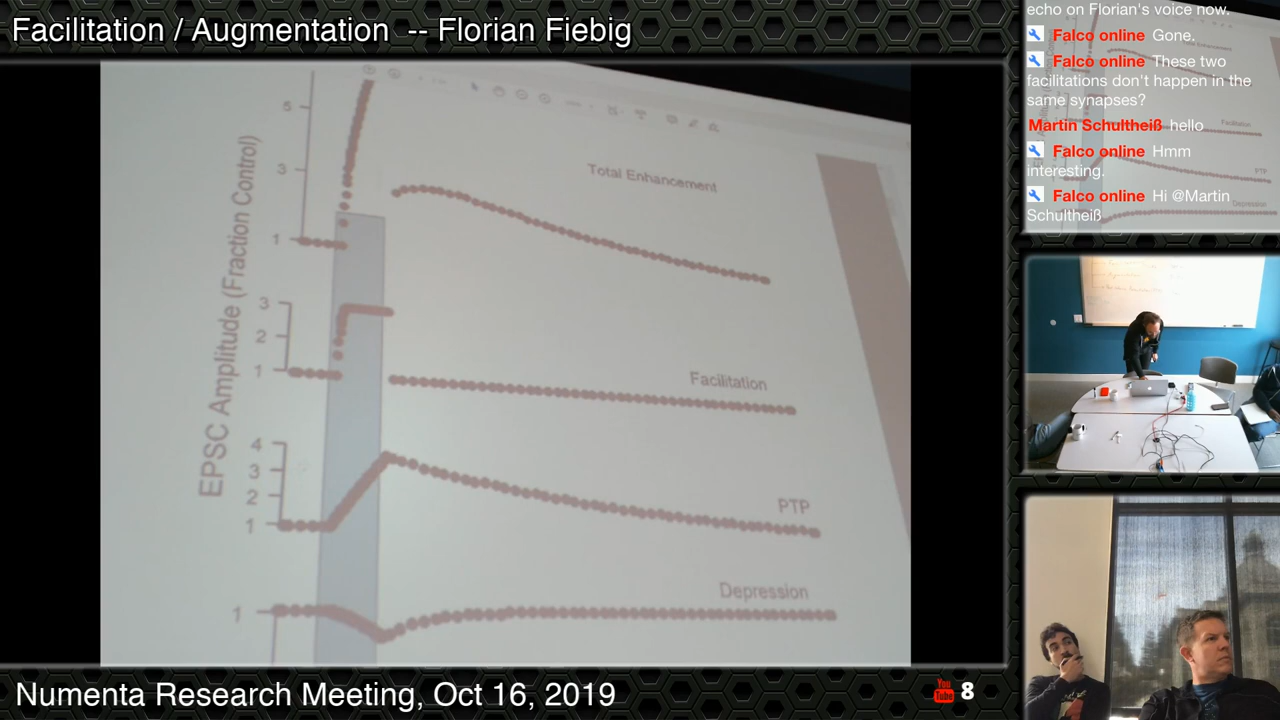 Facilitation / Augmentation -- Florian Fiebig
echo on Florian's voice now.
Falco online Gone.
Falco online These two
facilitations don't happen in the
same synapses?
Martin Schultheiß hello
Falco online Hmm
interesting.
Falco online Hi @Martin
Schultheiß
EPSC Amplitude (Fraction Control)
5
3
1
Total Enhancement
3
2
1
Facilitation
4
3
2
1
PTP
1
Depression
Numenta Research Meeting, Oct 16, 2019
You
Tube
8